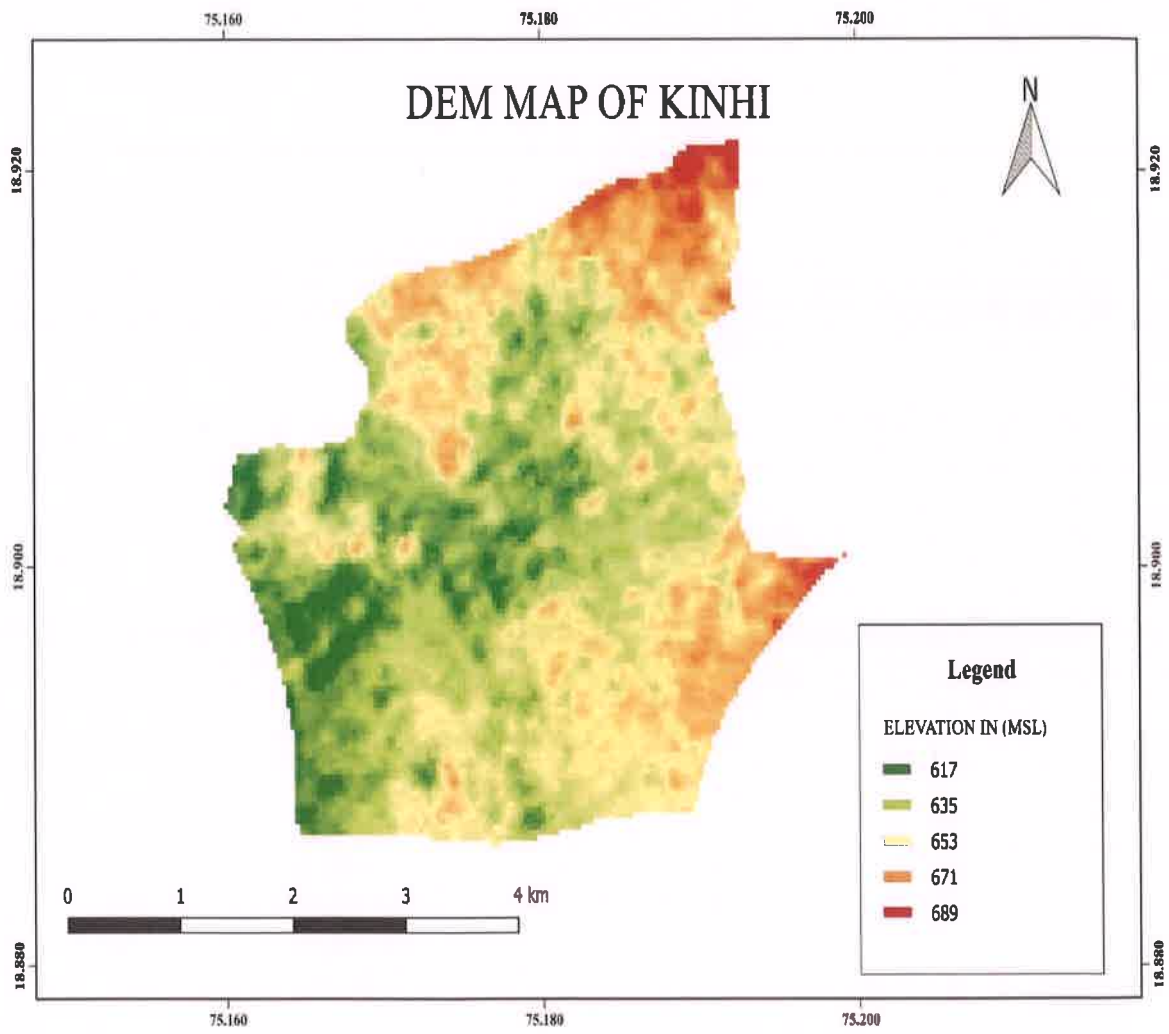 75.160 75.180 75.200
DEM MAP OF KINHI
N
18.920 18.920
18.900 18.900
Legend
ELEVATION IN (MSL)
617
635
653
671
689
0 1 2 3 4 km
18.880 18.880
75.160 75.180 75.200